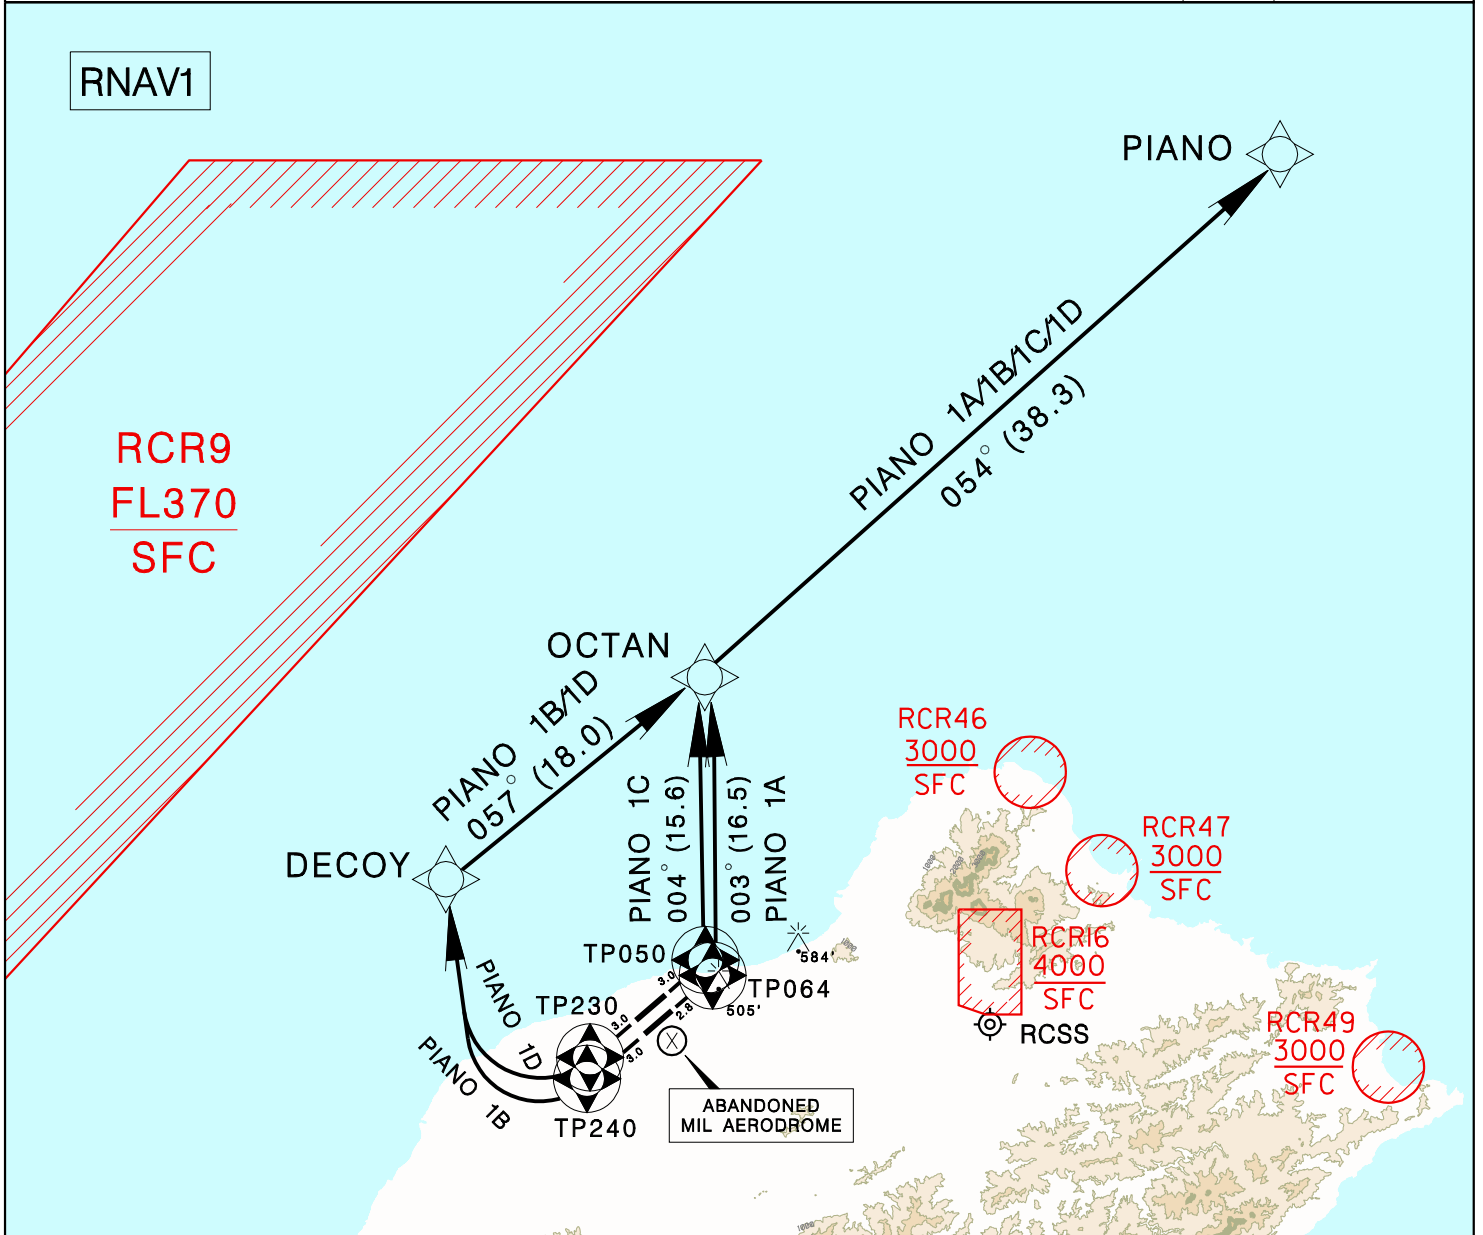 RNAV1
PIANO
PIANO 1A/1B/1C/1D
054° (38.3)
RCR9
FL370
SFC
OCTAN
PIANO 1B/1D
057° (18.0)
RCR46
3000
SFC
PIANO 1C
004° (15.6)
003° (16.5)
PIANO 1A
RCR47
3000
SFC
DECOY
RCR16
4000
SFC
TP050
584'
TP064
505'
3.0
2.8
3.0
3.0
TP230
PIANO 1D
PIANO 1B
RCSS
RCR49
3000
SFC
X
ABANDONED
MIL AERODROME
TP240